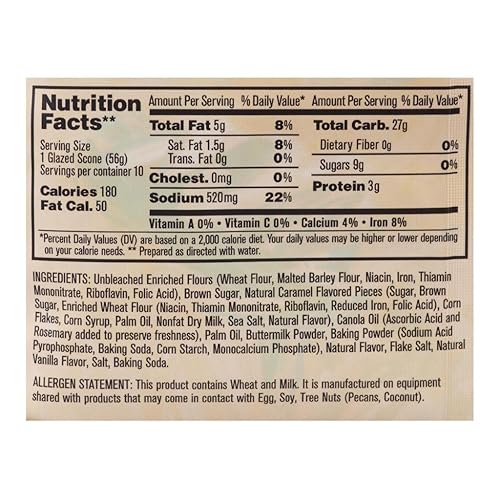 Nutrition Facts**
Serving Size
1 Glazed Scone (56g)
Servings per container 10
Calories 180
Fat Cal. 50
Amount Per Serving % Daily Value*
Total Fat 5g 8%
Sat. Fat 1.5g 8%
Trans. Fat 0g 0%
Cholest. 0mg 0%
Sodium 520mg 22%
Amount Per Serving % Daily Value*
Total Carb. 27g
Dietary Fiber 0g 0%
Sugars 9g 0%
Protein 3g
Vitamin A 0% • Vitamin C 0% • Calcium 4% • Iron 8%
*Percent Daily Values (DV) are based on a 2,000 calorie diet. Your daily values may be higher or lower depending
on your calorie needs. ** Prepared as directed with water.
INGREDIENTS: Unbleached Enriched Flours (Wheat Flour, Malted Barley Flour, Niacin, Iron, Thiamin
Mononitrate, Riboflavin, Folic Acid), Brown Sugar, Natural Caramel Flavored Pieces (Sugar, Brown
Sugar, Enriched Wheat Flour (Niacin, Thiamin Mononitrate, Riboflavin, Reduced Iron, Folic Acid), Corn
Flakes, Corn Syrup, Palm Oil, Nonfat Dry Milk, Sea Salt, Natural Flavor), Canola Oil (Ascorbic Acid and
Rosemary added to preserve freshness), Palm Oil, Buttermilk Powder, Baking Powder (Sodium Acid
Pyrophosphate, Baking Soda, Corn Starch, Monocalcium Phosphate), Natural Flavor, Flake Salt, Natural
Vanilla Flavor, Salt, Baking Soda.
ALLERGEN STATEMENT: This product contains Wheat and Milk. It is manufactured on equipment
shared with products that may come in contact with Egg, Soy, Tree Nuts (Pecans, Coconut).